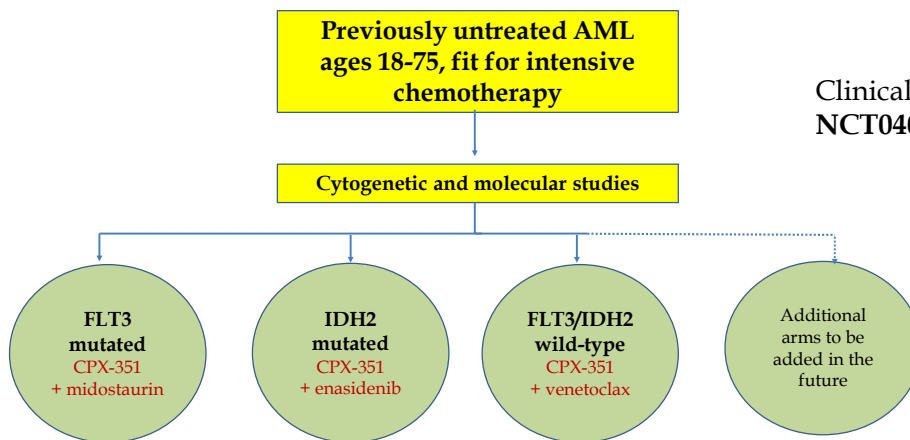 Previously untreated AML
ages 18-75, fit for intensive
chemotherapy
Clinical
NCT040
Cytogenetic and molecular studies
FLT3
mutated
CPX-351
+ midostaurin
IDH2
mutated
CPX-351
+ enasidenib
FLT3/IDH2
wild-type
CPX-351
+ venetoclax
Additional
arms to be
added in the
future